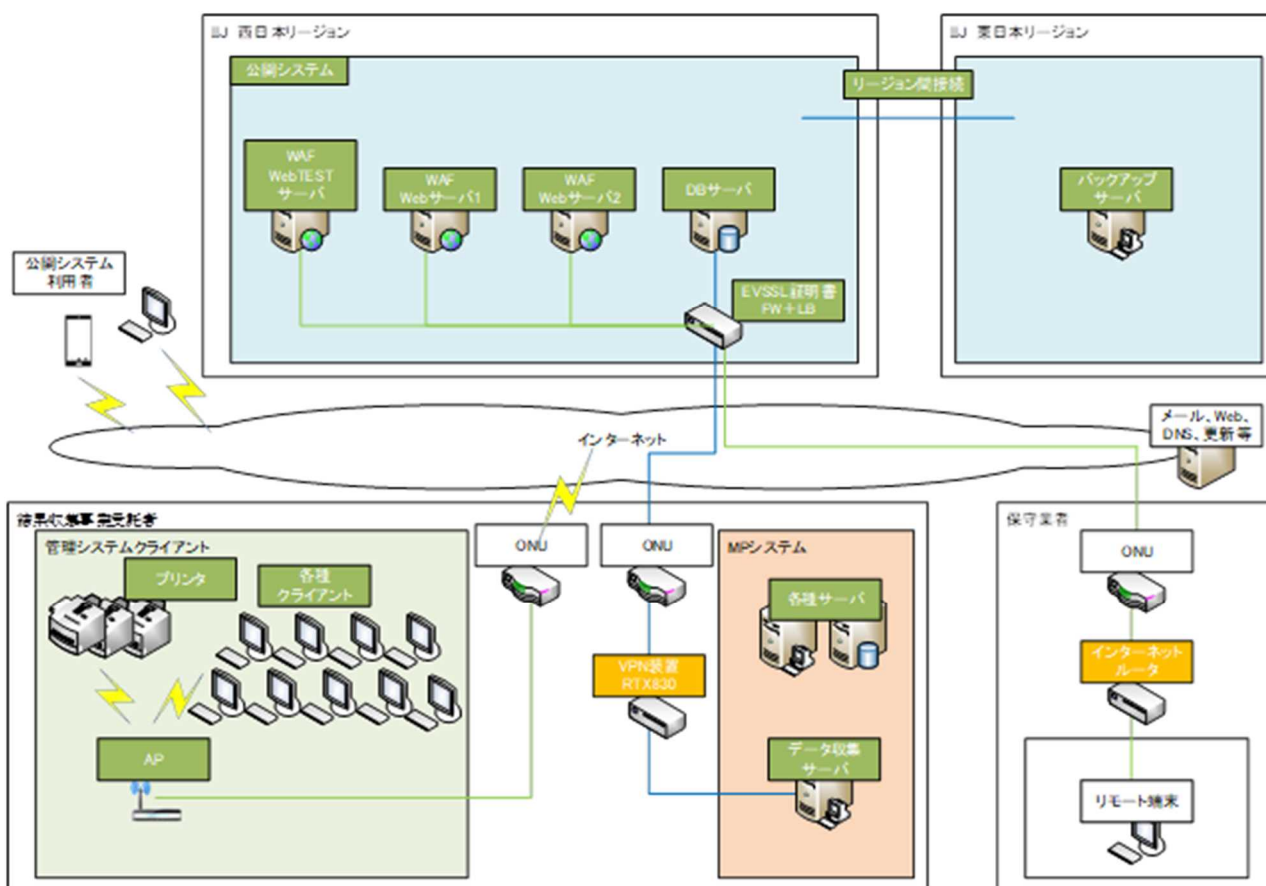 IIJ 西日本リージョン
IIJ 東日本リージョン
公開システム
リージョン間接続
WAF
WebTEST
サーバ
WAF
Webサーバ1
WAF
Webサーバ2
DBサーバ
バックアップ
サーバ
公開システム
利用者
EVSSL証明書
FW+LB
インターネット
メール、Web、
DNS、更新等
結果収集事業受託者
保守業者
管理システムクライアント
プリンタ
各種
クライアント
ONU
ONU
MPシステム
各種サーバ
ONU
VPN装置
RTX830
インターネット
ルータ
AP
データ収集
サーバ
リモート端末